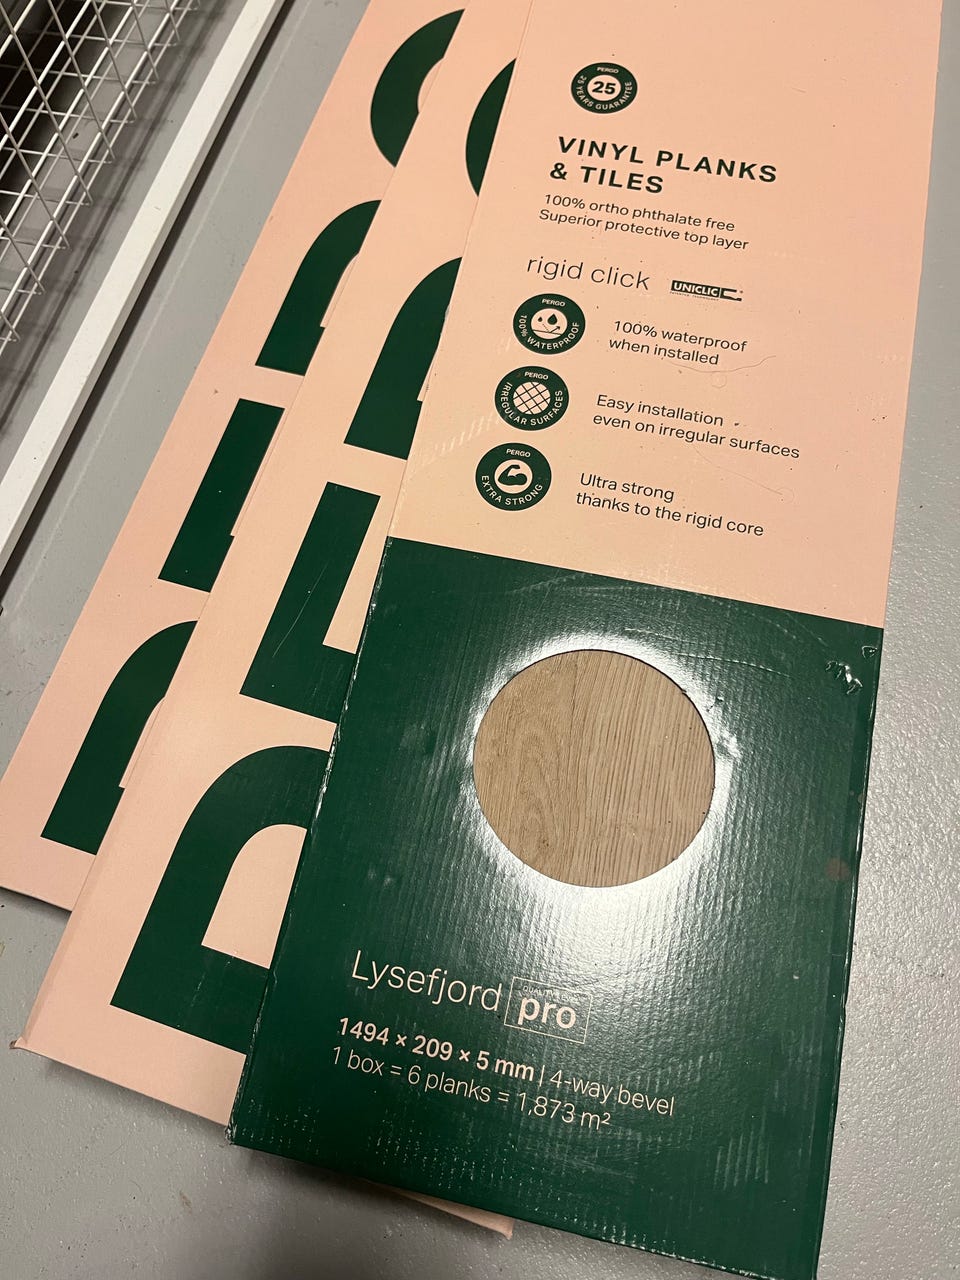 PERGO
25
25 YEARS GUARANTEE
VINYL PLANKS
& TILES
100% ortho phthalate free
Superior protective top layer
rigid click
UNICLIC
PERGO
100% WATERPROOF
100% waterproof
when installed
PERGO
IRREGULAR SURFACES
Easy installation
even on irregular surfaces
PERGO
EXTRA STRONG
Ultra strong
thanks to the rigid core
Lysefjord pro
1494 × 209 × 5 mm | 4-way bevel
1 box = 6 planks = 1,873 m²